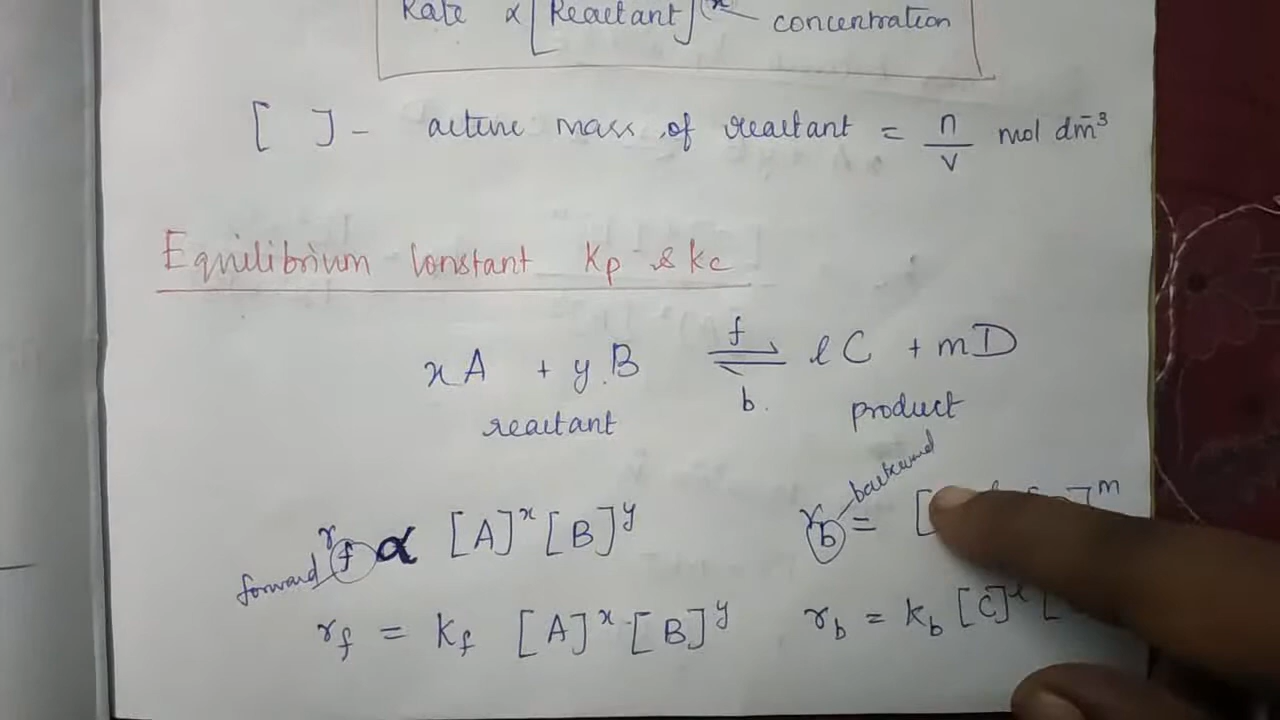 Rate ∝ [Reactant]^x concentration
[ ] - active mass of reactant = n/v mol dm⁻³
Equilibrium Constant Kp & Kc
xA + y.B ⇌ lC + mD
f
b.
reactant product
backward
r_f ∝ [A]^x [B]^y r_b = [ ]^m
forward
r_f = K_f [A]^x [B]^y r_b = K_b [C] [